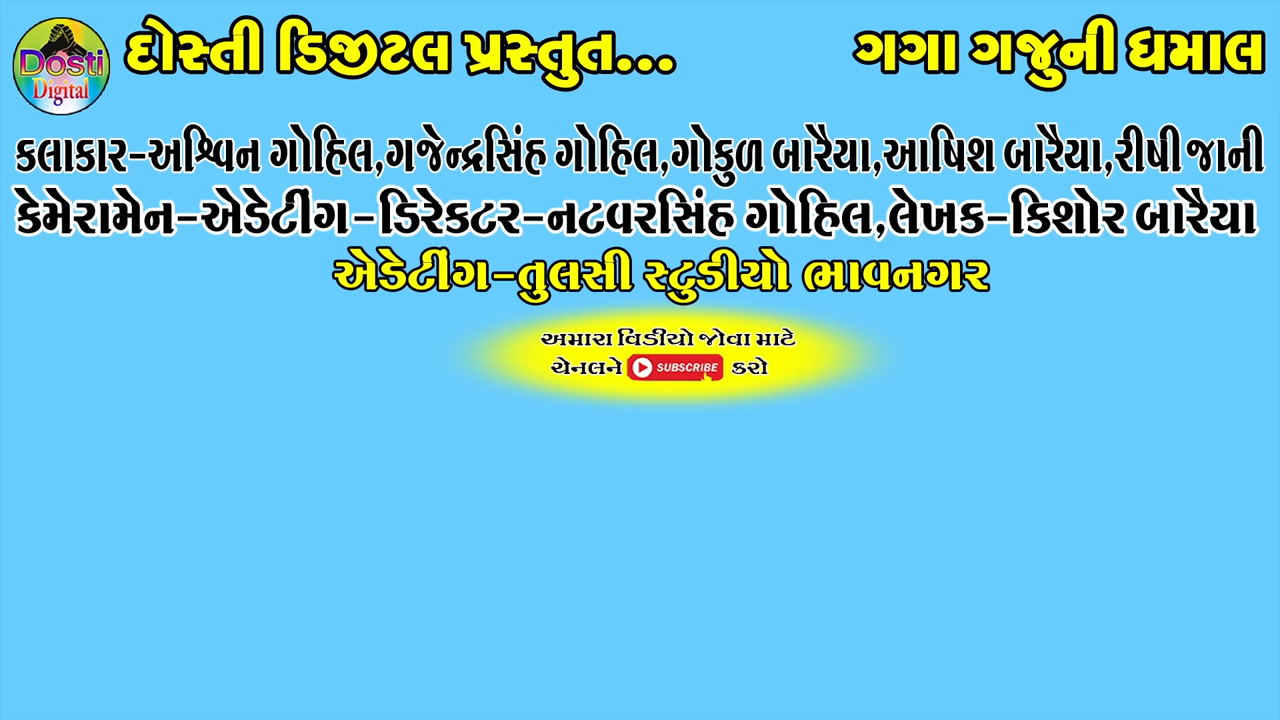 Dosti
Digital
દોસ્તી ડિજીટલ પ્રસ્તુત... ગગા ગજુની ધમાલ
કલાકાર-અશ્વિન ગોહિલ,ગજેન્દ્રસિંહ ગોહિલ,ગોકુળ બારૈયા,આષિશ બારૈયા,રીષી જાની
કેમેરામેન-એડેટીંગ-ડિરેકટર-નટવરસિંહ ગોહિલ,લેખક-કિશોર બારૈયા
એડેટીંગ-તુલસી સ્ટુડીયો ભાવનગર
અમારા વિડીયો જોવા માટે
ચેનલને SUBSCRIBE કરો